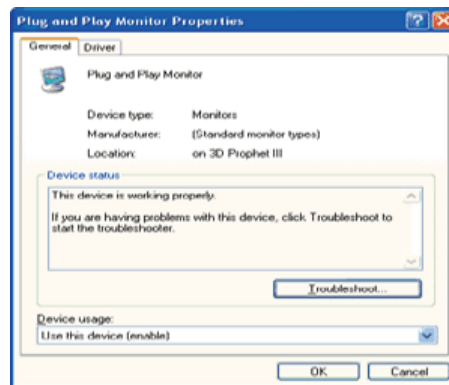 Plug and Play Monitor Properties
General Driver
Plug and Play Monitor
Device type: Monitors
Manufacturer: (Standard monitor types)
Location: on 3D Prophet III
Device status
This device is working properly.
If you are having problems with this device, click Troubleshoot to
start the troubleshooter.
Troubleshoot...
Device usage:
Use this device (enable)
OK Cancel